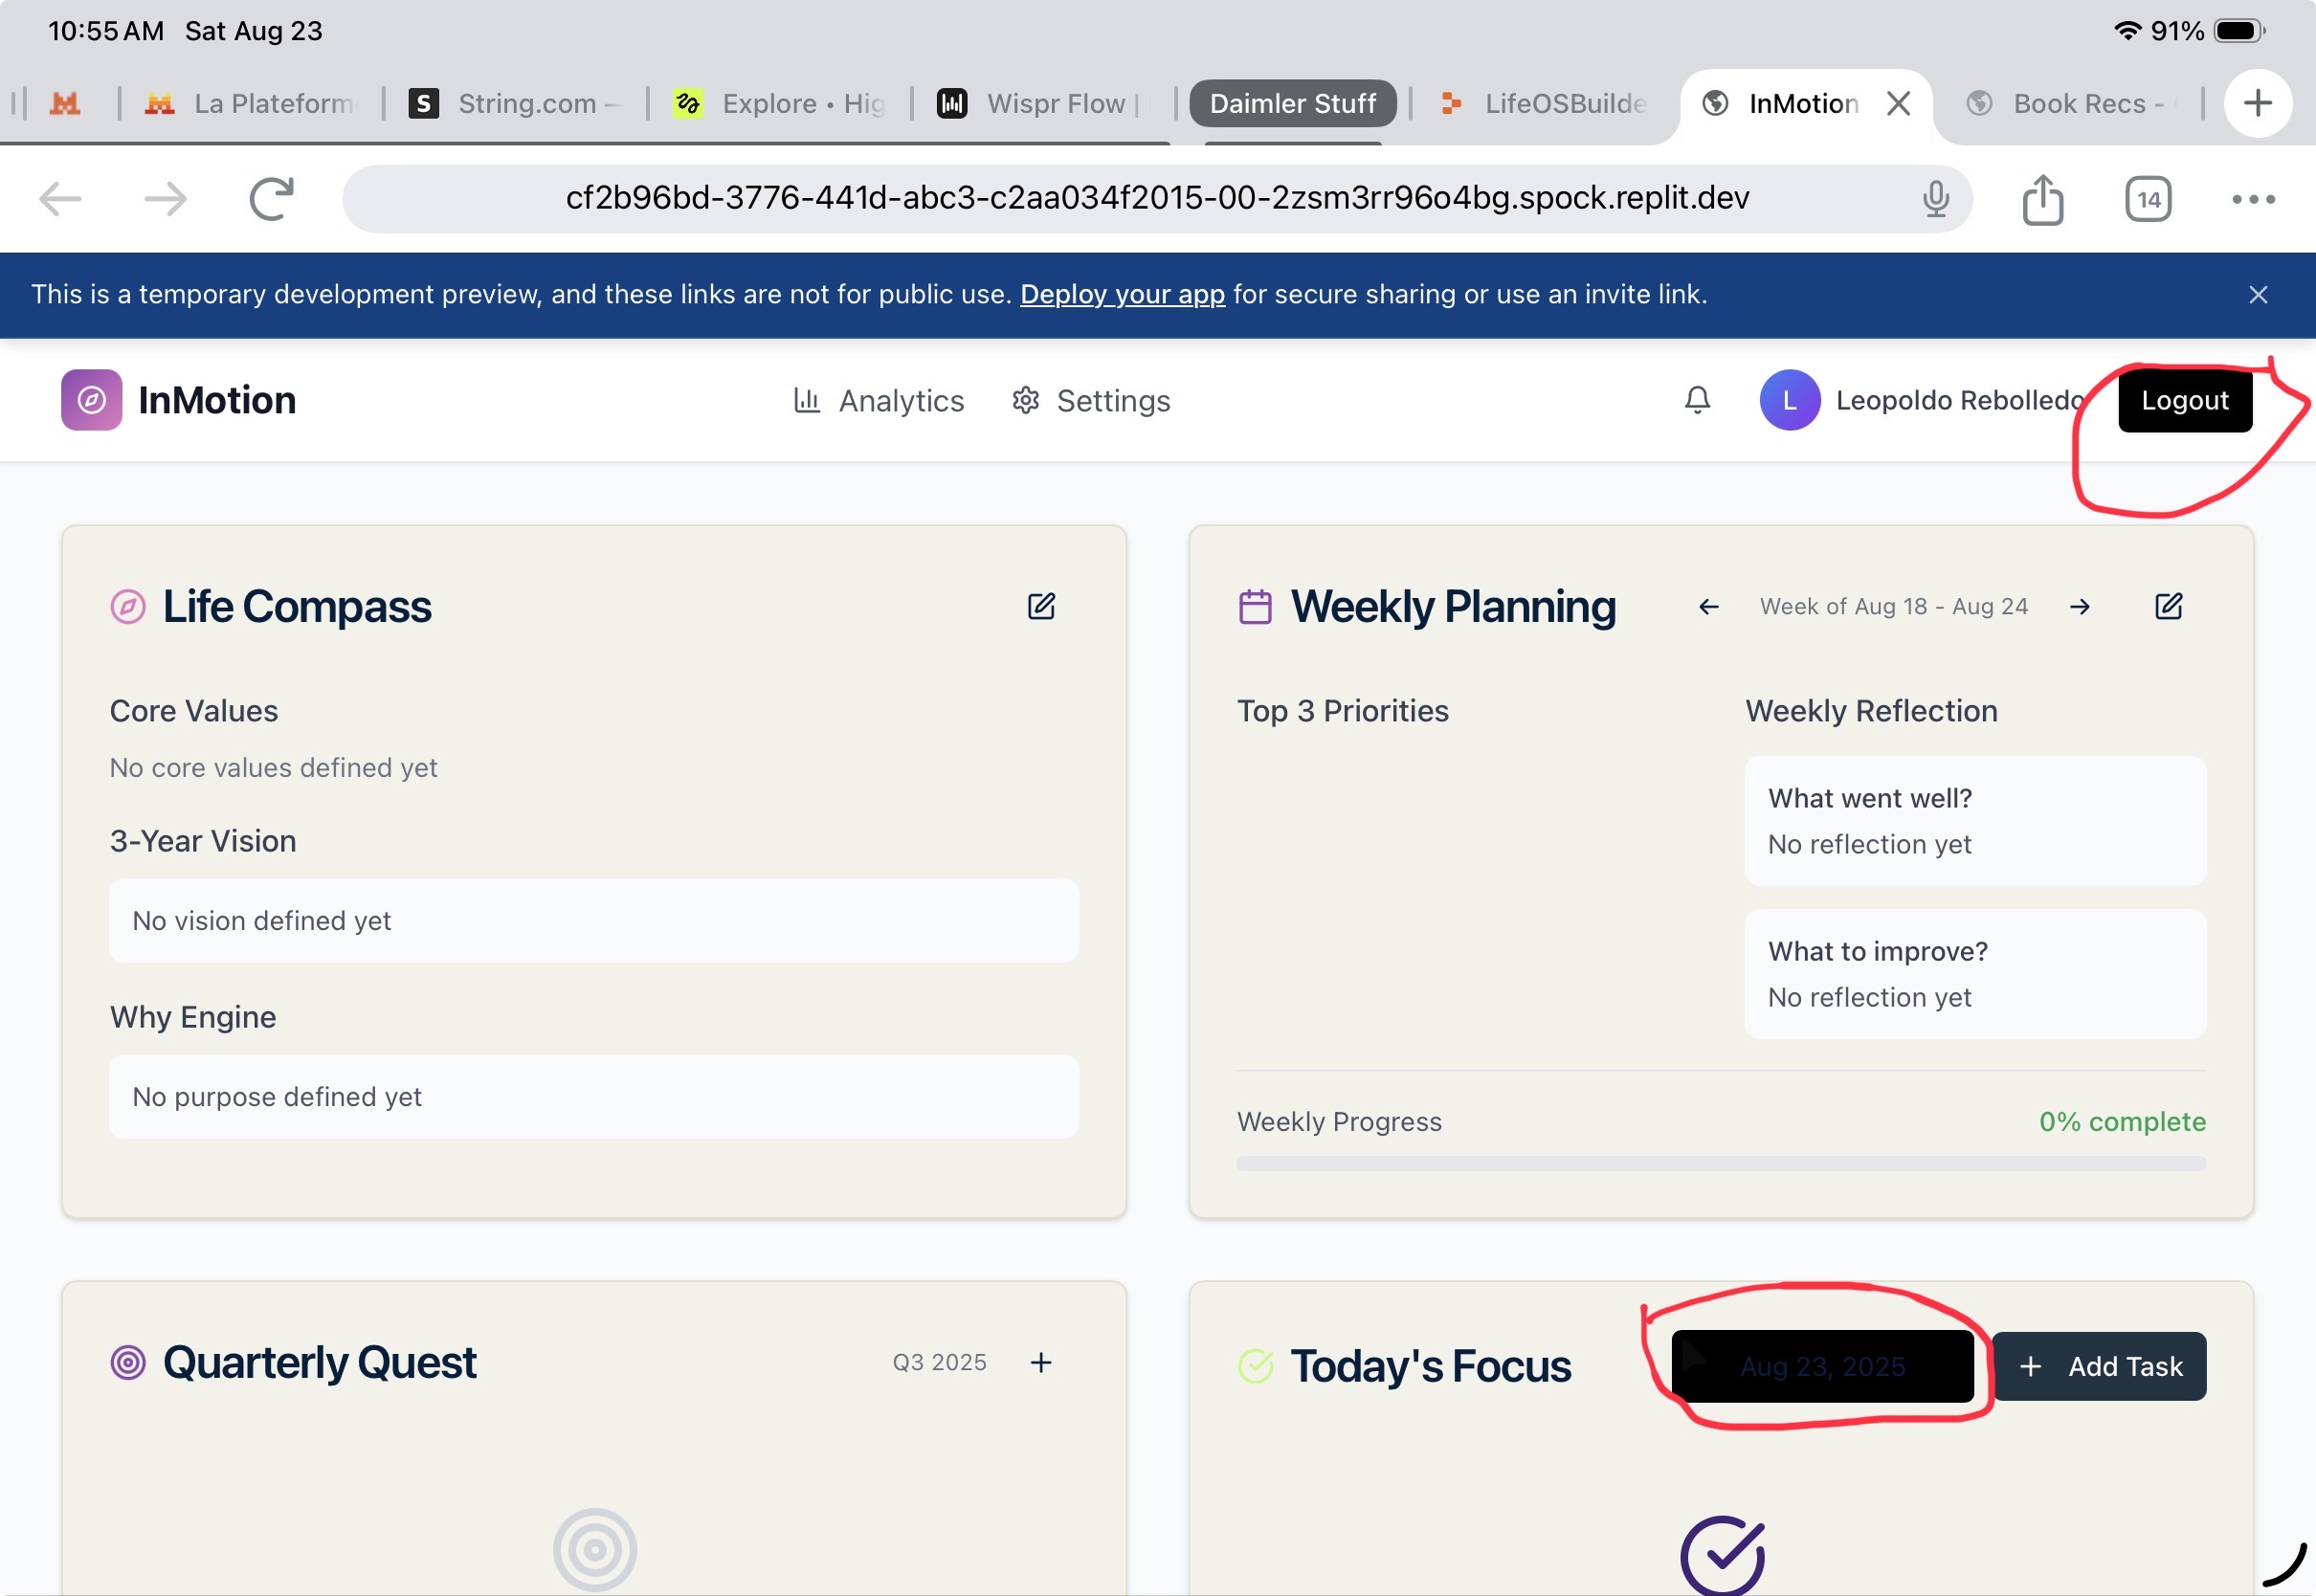 10:55 AM Sat Aug 23
91%
La Plateform
String.com –
Explore • Hig
Wispr Flow |
Daimler Stuff
LifeOSBuilde
InMotion
Book Recs -
cf2b96bd-3776-441d-abc3-c2aa034f2015-00-2zsm3rr96o4bg.spock.replit.dev
14
This is a temporary development preview, and these links are not for public use. Deploy your app for secure sharing or use an invite link.
InMotion
Analytics
Settings
L
Leopoldo Rebolledo
Logout
Life Compass
Core Values
No core values defined yet
3-Year Vision
No vision defined yet
Why Engine
No purpose defined yet
Weekly Planning
Week of Aug 18 - Aug 24
Top 3 Priorities
Weekly Reflection
What went well?
No reflection yet
What to improve?
No reflection yet
Weekly Progress
0% complete
Quarterly Quest
Q3 2025
Today's Focus
Aug 23, 2025
Add Task